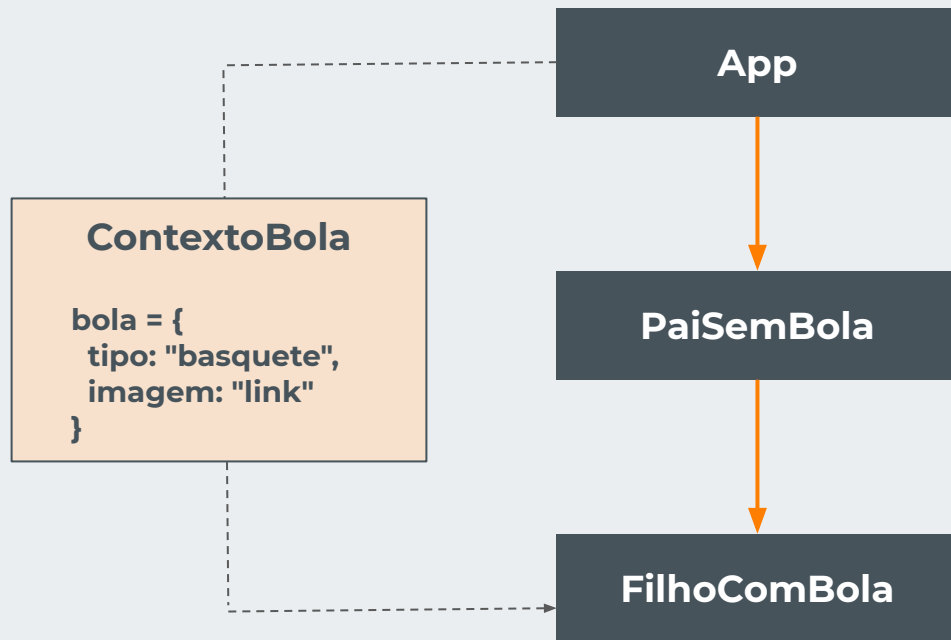 App
ContextoBola
bola = {
tipo: "basquete",
imagem: "link"
}
PaiSemBola
FilhoComBola